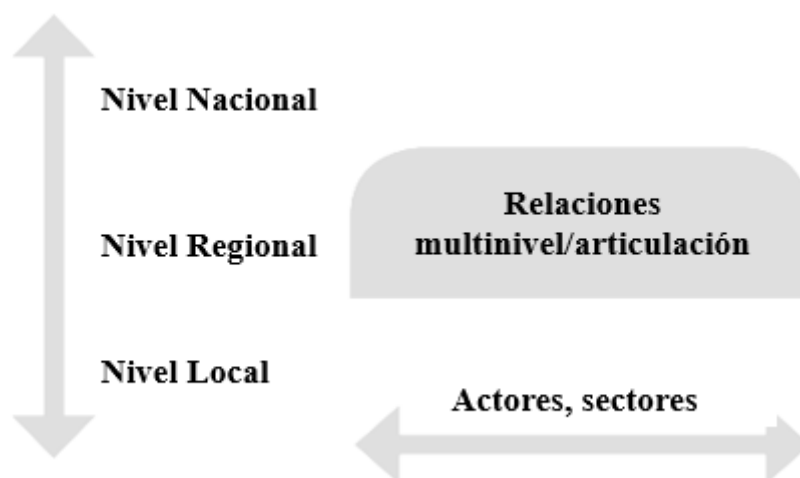 Nivel Nacional
Relaciones
multinivel/articulación
Nivel Regional
Nivel Local
Actores, sectores